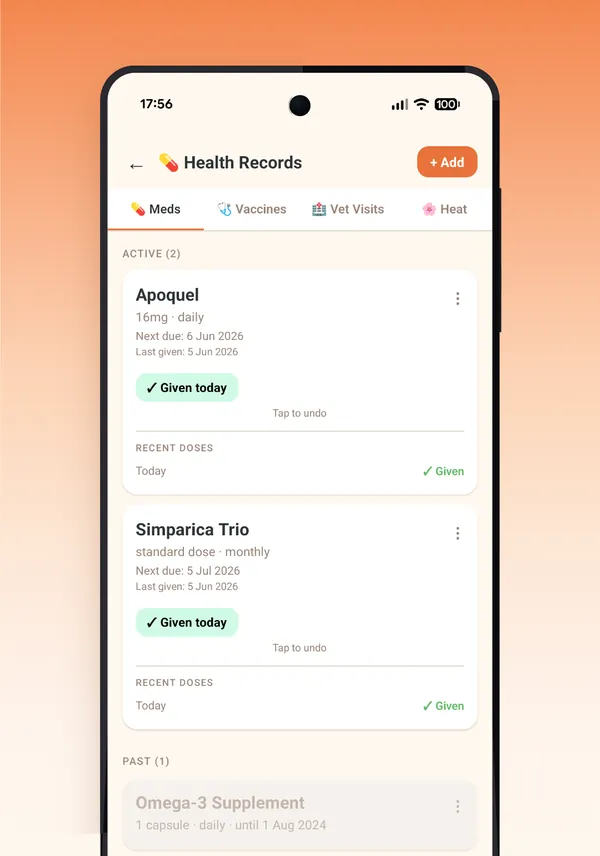 17:56
100
← 💊 Health Records
+ Add
💊 Meds 🩺 Vaccines 🏥 Vet Visits 🌸 Heat
ACTIVE (2)
Apoquel
16mg · daily
Next due: 6 Jun 2026
Last given: 5 Jun 2026
✓ Given today
Tap to undo
RECENT DOSES
Today ✓ Given
Simparica Trio
standard dose · monthly
Next due: 5 Jul 2026
Last given: 5 Jun 2026
✓ Given today
Tap to undo
RECENT DOSES
Today ✓ Given
PAST (1)
Omega-3 Supplement
1 capsule · daily · until 1 Aug 2024